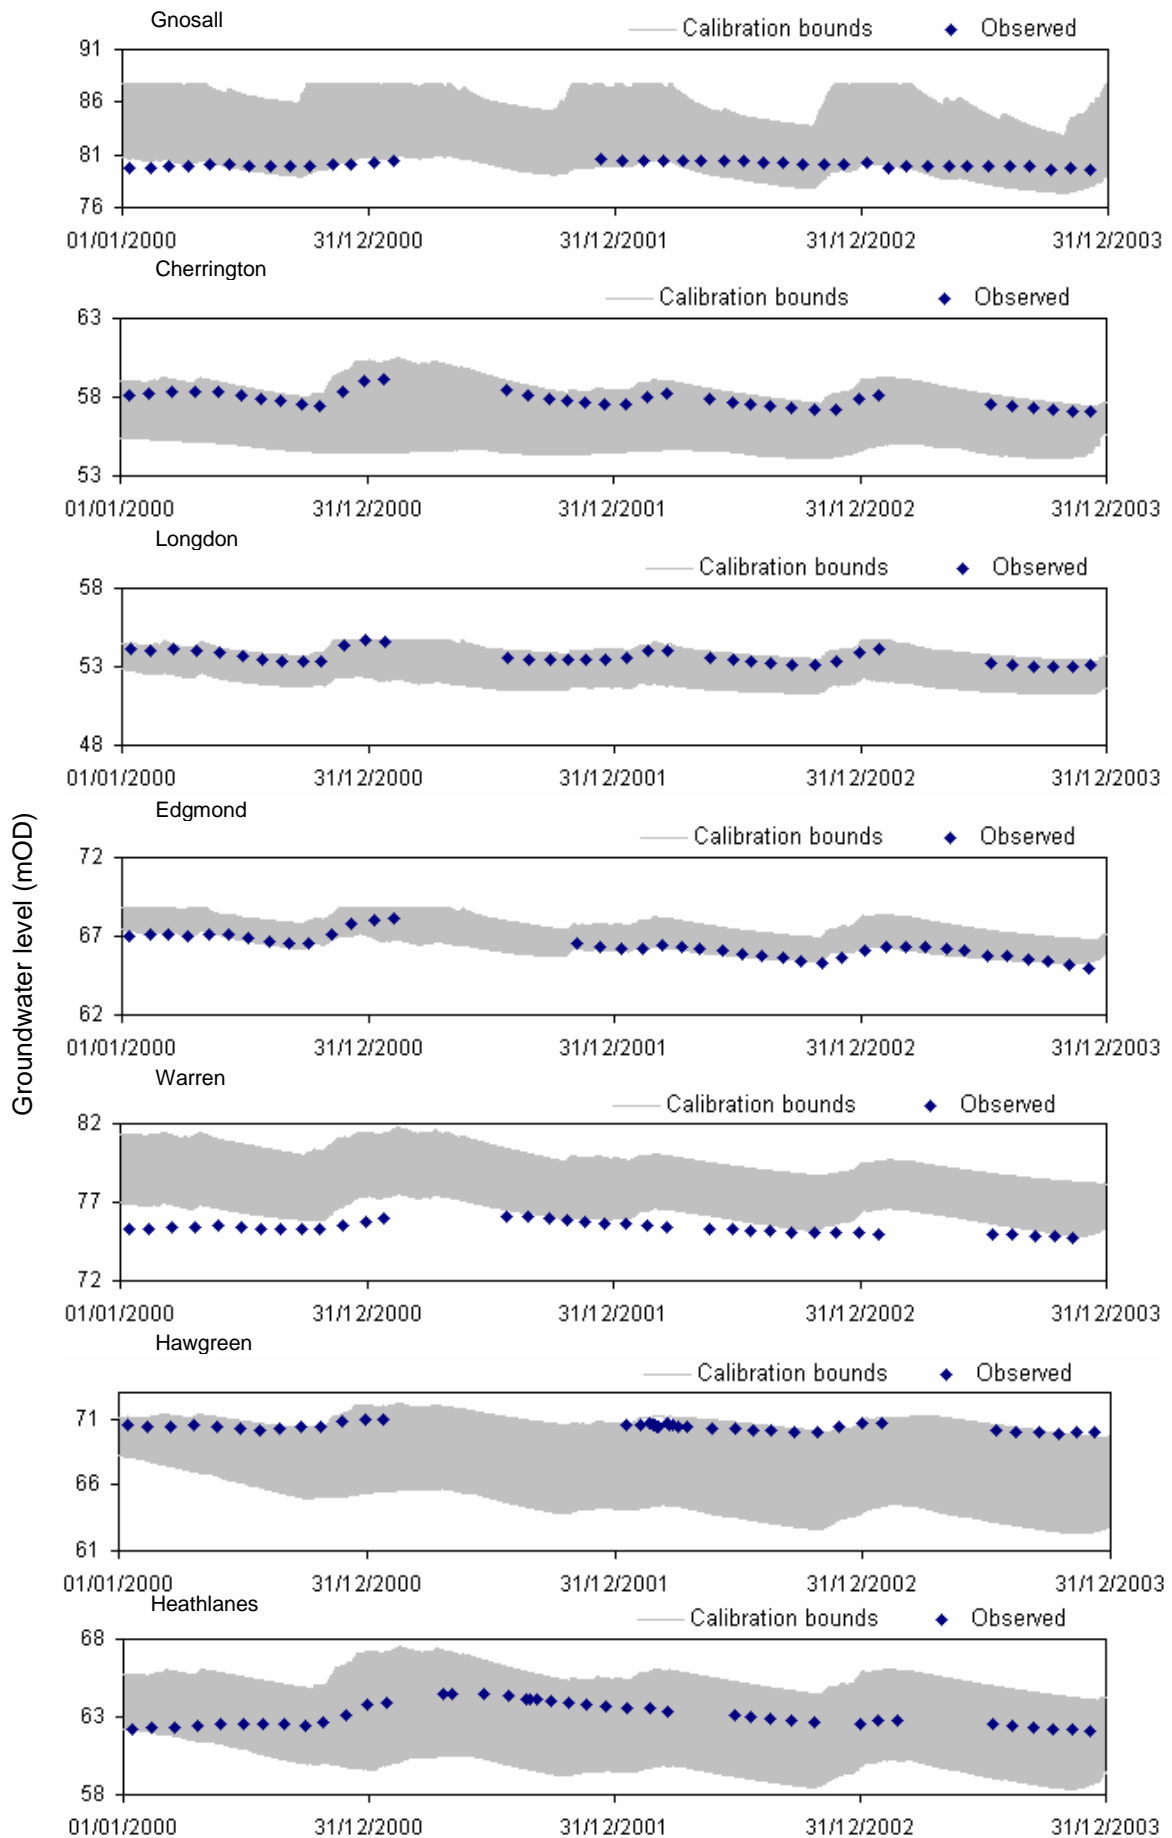 Gnosall
Calibration bounds Observed
91
86
81
76
01/01/2000 31/12/2000 31/12/2001 31/12/2002 31/12/2003
Cherrington
Calibration bounds Observed
63
58
53
01/01/2000 31/12/2000 31/12/2001 31/12/2002 31/12/2003
Longdon
Calibration bounds Observed
58
53
48
01/01/2000 31/12/2000 31/12/2001 31/12/2002 31/12/2003
Edgmond
Groundwater level (mOD)
Calibration bounds Observed
72
67
62
01/01/2000 31/12/2000 31/12/2001 31/12/2002 31/12/2003
Warren
Calibration bounds Observed
82
77
72
01/01/2000 31/12/2000 31/12/2001 31/12/2002 31/12/2003
Hawgreen
Calibration bounds Observed
71
66
61
01/01/2000 31/12/2000 31/12/2001 31/12/2002 31/12/2003
Heathlanes
Calibration bounds Observed
68
63
58
01/01/2000 31/12/2000 31/12/2001 31/12/2002 31/12/2003